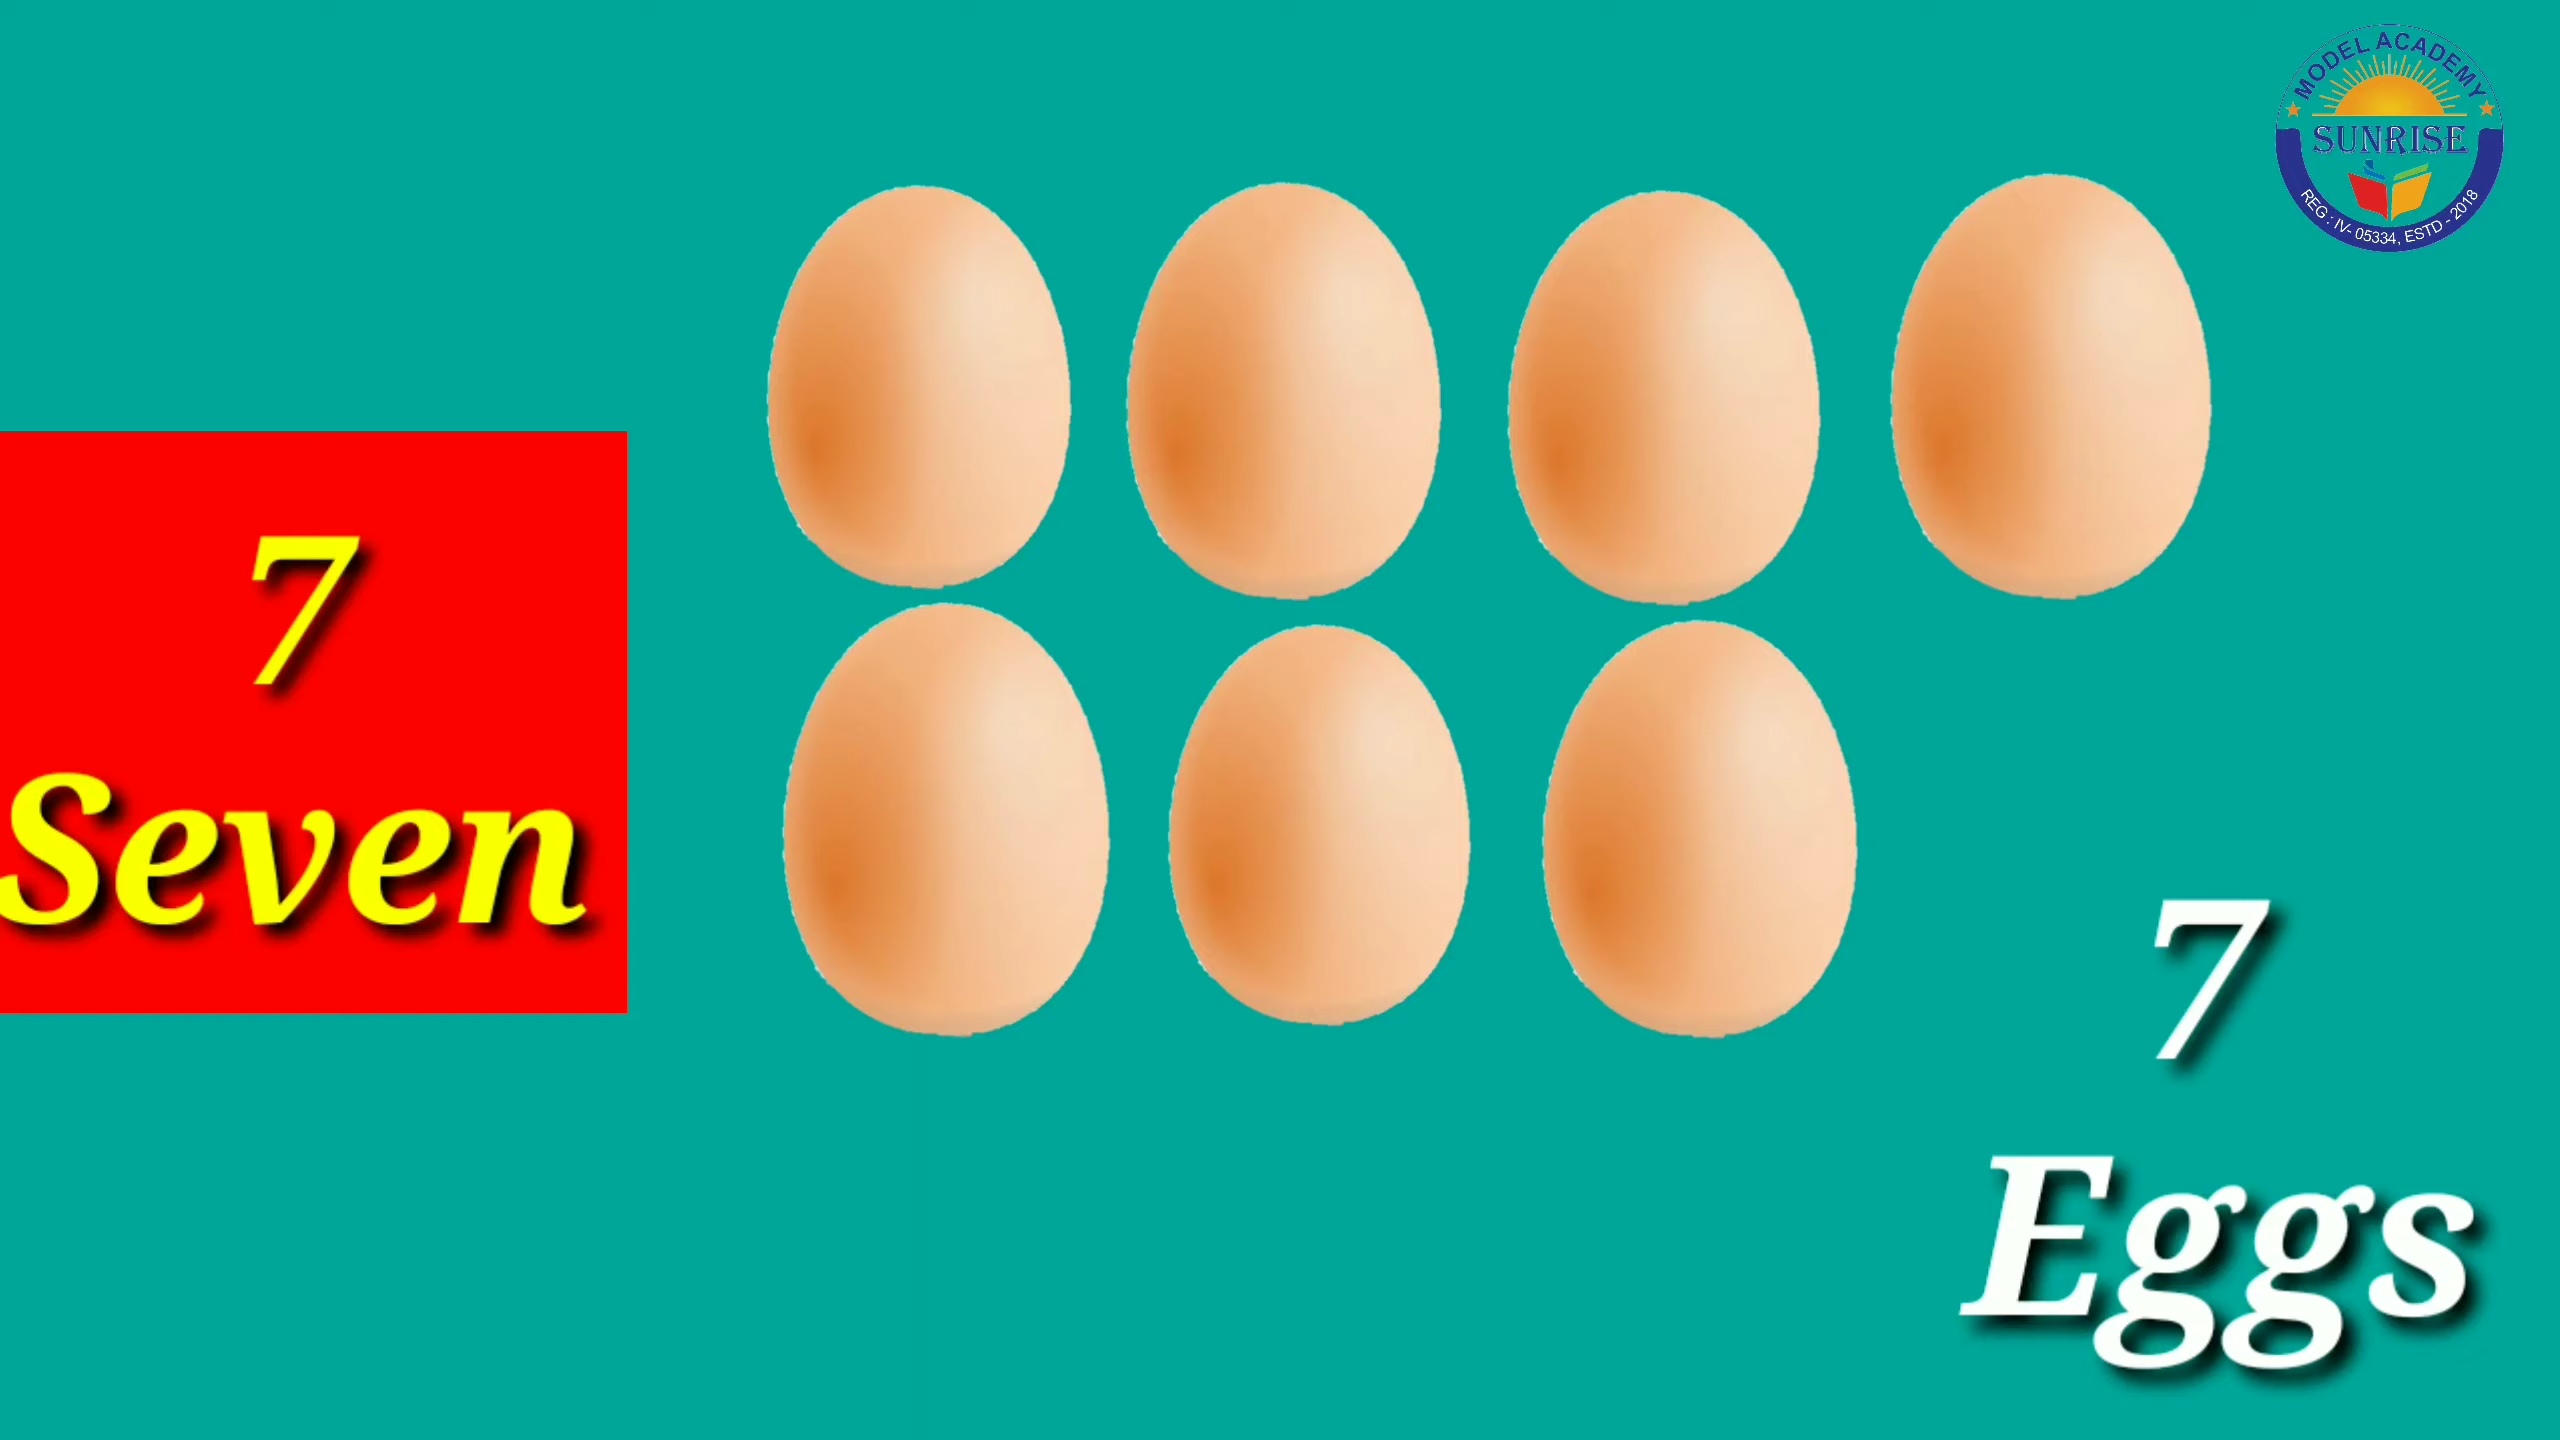 MODEL ACADEMY
SUNRISE
REG : IV- 05334, ESTD - 2018
7
Seven
7
Eggs